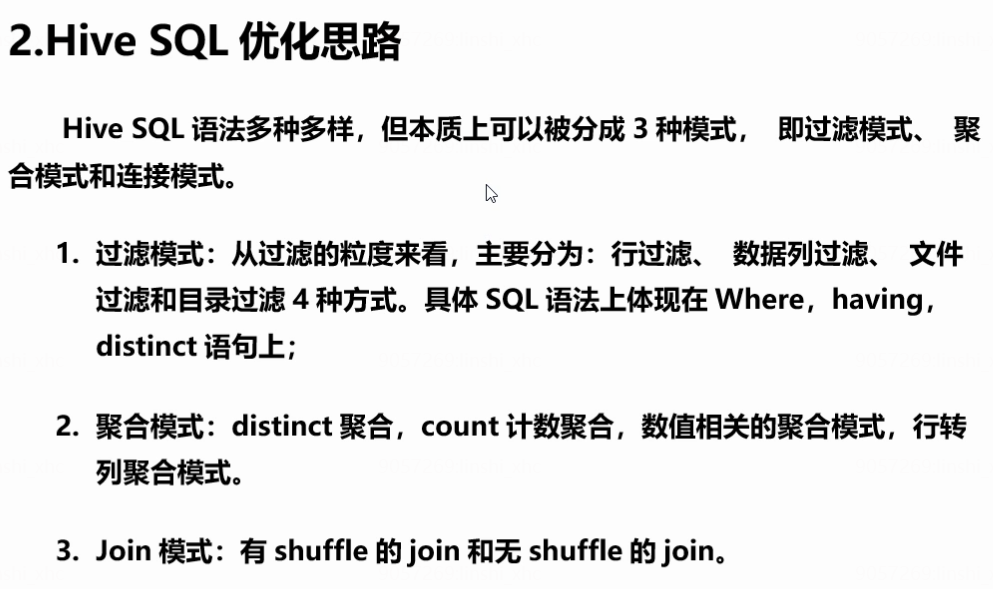 2.Hive SQL 优化思路
Hive SQL 语法多种多样，但本质上可以被分成 3 种模式， 即过滤模式、 聚
合模式和连接模式。
1. 过滤模式：从过滤的粒度来看，主要分为：行过滤、 数据列过滤、 文件
过滤和目录过滤 4 种方式。具体 SQL 语法上体现在 Where，having，
distinct 语句上；
2. 聚合模式：distinct 聚合，count 计数聚合，数值相关的聚合模式，行转
列聚合模式。
3. Join 模式：有 shuffle 的 join 和无 shuffle 的 join。